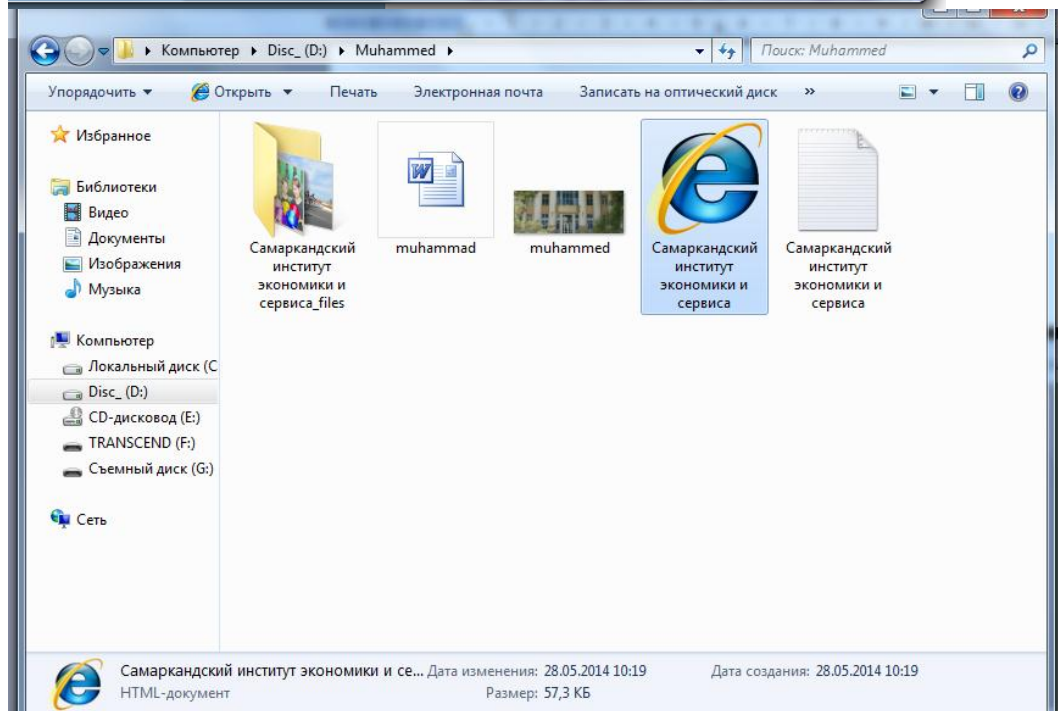 Компьютер ▸ Disc_ (D:) ▸ Muhammed ▸
Поиск: Muhammed
Упорядочить ▾ Открыть ▾ Печать Электронная почта Записать на оптический диск »
Избранное
Библиотеки
Видео
Документы
Изображения
Музыка
Компьютер
Локальный диск (C
Disc_ (D:)
CD-дисковод (E:)
TRANSCEND (F:)
Съемный диск (G:)
Сеть
Самаркандский
институт
экономики и
сервиса_files
muhammad
muhammed
Самаркандский
институт
экономики и
сервиса
Самаркандский
институт
экономики и
сервиса
Самаркандский институт экономики и се... Дата изменения: 28.05.2014 10:19 Дата создания: 28.05.2014 10:19
HTML-документ Размер: 57,3 КБ